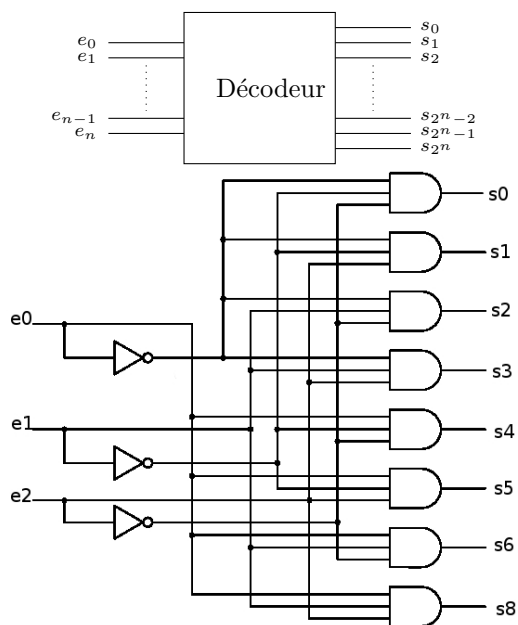 e₀
e₁
eₙ₋₁
eₙ
Décodeur
s₀
s₁
s₂
s₂ⁿ₋₂
s₂ⁿ₋₁
s₂ⁿ
e0
e1
e2
s0
s1
s2
s3
s4
s5
s6
s8